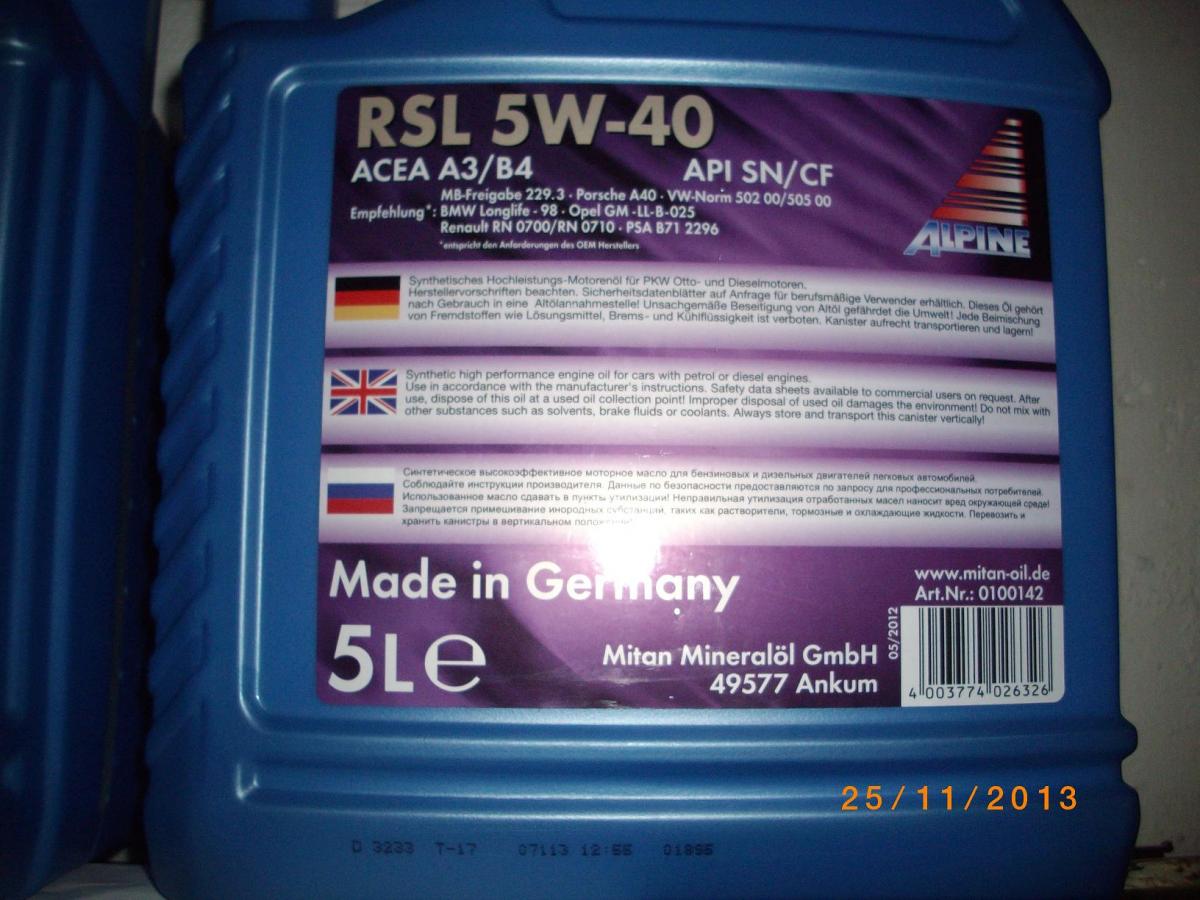 RSL 5W-40
ACEA A3/B4 API SN/CF
MB-Freigabe 229.3 · Porsche A40 · VW-Norm 502 00/505 00
Empfehlung*: BMW Longlife - 98 · Opel GM -LL-B-025
Renault RN 0700/RN 0710 · PSA B71 2296
*entspricht den Anforderungen des OEM Herstellers
ALPINE
Synthetisches Hochleistungs-Motorenöl für PKW Otto- und Dieselmotoren.
Herstellervorschriften beachten. Sicherheitsdatenblätter auf Anfrage für berufsmäßige Verwender erhältlich. Dieses Öl gehört
nach Gebrauch in eine Altölannahmestelle! Unsachgemäße Beseitigung von Altöl gefährdet die Umwelt! Jede Beimischung
von Fremdstoffen wie Lösungsmittel, Brems- und Kühlflüssigkeit ist verboten. Kanister aufrecht transportieren und lagern!
Synthetic high performance engine oil for cars with petrol or diesel engines.
Use in accordance with the manufacturer's instructions. Safety data sheets available to commercial users on request. After
use, dispose of this oil at a used oil collection point! Improper disposal of used oil damages the environment! Do not mix with
other substances such as solvents, brake fluids or coolants. Always store and transport this canister vertically!
Синтетическое высокоэффективное моторное масло для бензиновых и дизельных двигателей легковых автомобилей.
Соблюдайте инструкции производителя. Данные по безопасности предоставляются по запросу для профессиональных потребителей.
Использованное масло сдавать в пункты утилизации! Неправильная утилизация отработанных масел наносит вред окружающей среде!
Запрещается примешивание инородных субстанций, таких как растворители, тормозные и охлаждающие жидкости. Перевозить и
хранить канистры в вертикальном положении!
Made in Germany
www.mitan-oil.de
Art.Nr.: 0100142
5L e
Mitan Mineralöl GmbH
49577 Ankum
05/2012
4 003774 026326
25/11/2013
D 3233 T-17 07113 12:55 01895